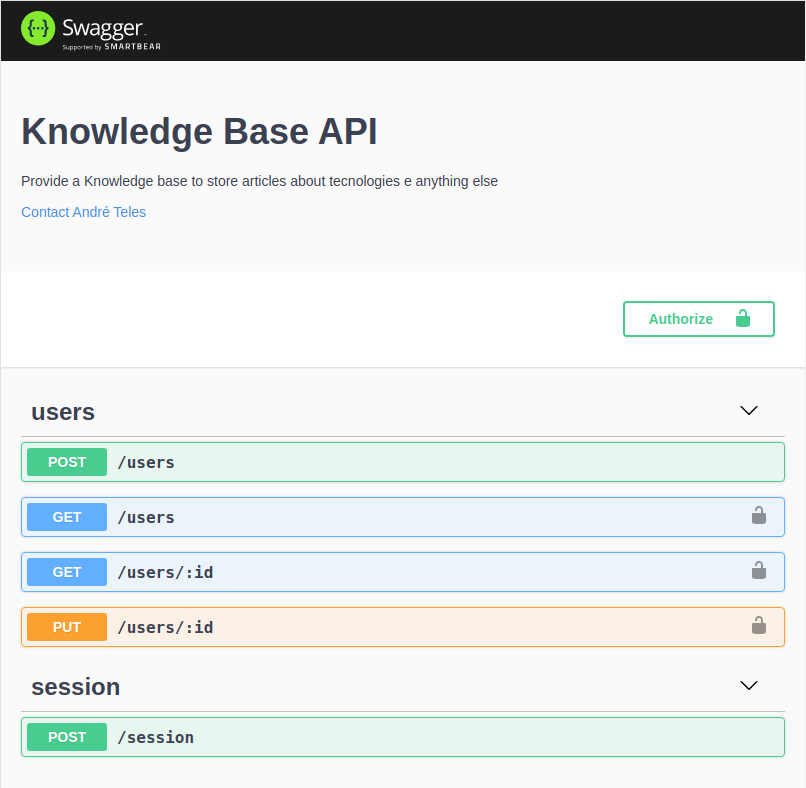 {···} Swagger
Supported by SMARTBEAR
Knowledge Base API
Provide a Knowledge base to store articles about tecnologies e anything else
Contact André Teles
Authorize
users
POST /users
GET /users
GET /users/:id
PUT /users/:id
session
POST /session